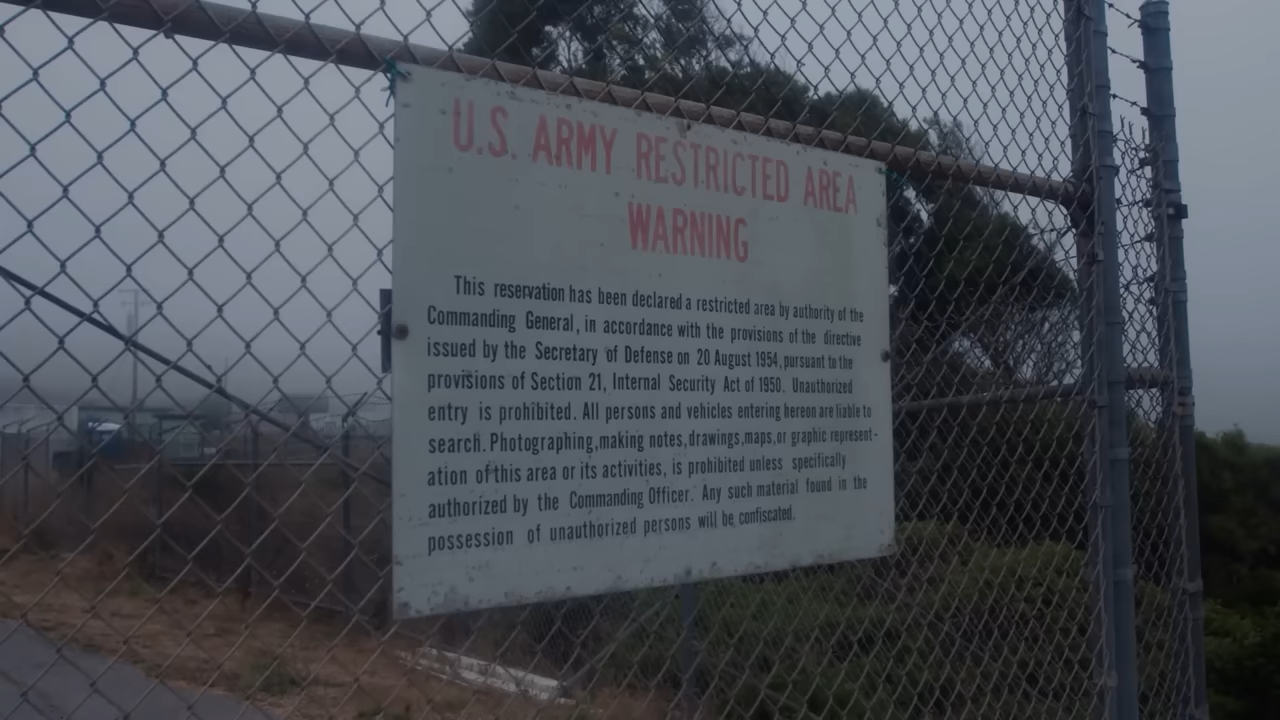 U.S. ARMY RESTRICTED AREA
WARNING
This reservation has been declared a restricted area by authority of the
Commanding General, in accordance with the provisions of the directive
issued by the Secretary of Defense on 20 August 1954, pursuant to the
provisions of Section 21, Internal Security Act of 1950. Unauthorized
entry is prohibited. All persons and vehicles entering hereon are liable to
search. Photographing, making notes, drawings, maps, or graphic represent-
ation of this area or its activities, is prohibited unless specifically
authorized by the Commanding Officer. Any such material found in the
possession of unauthorized persons will be confiscated.